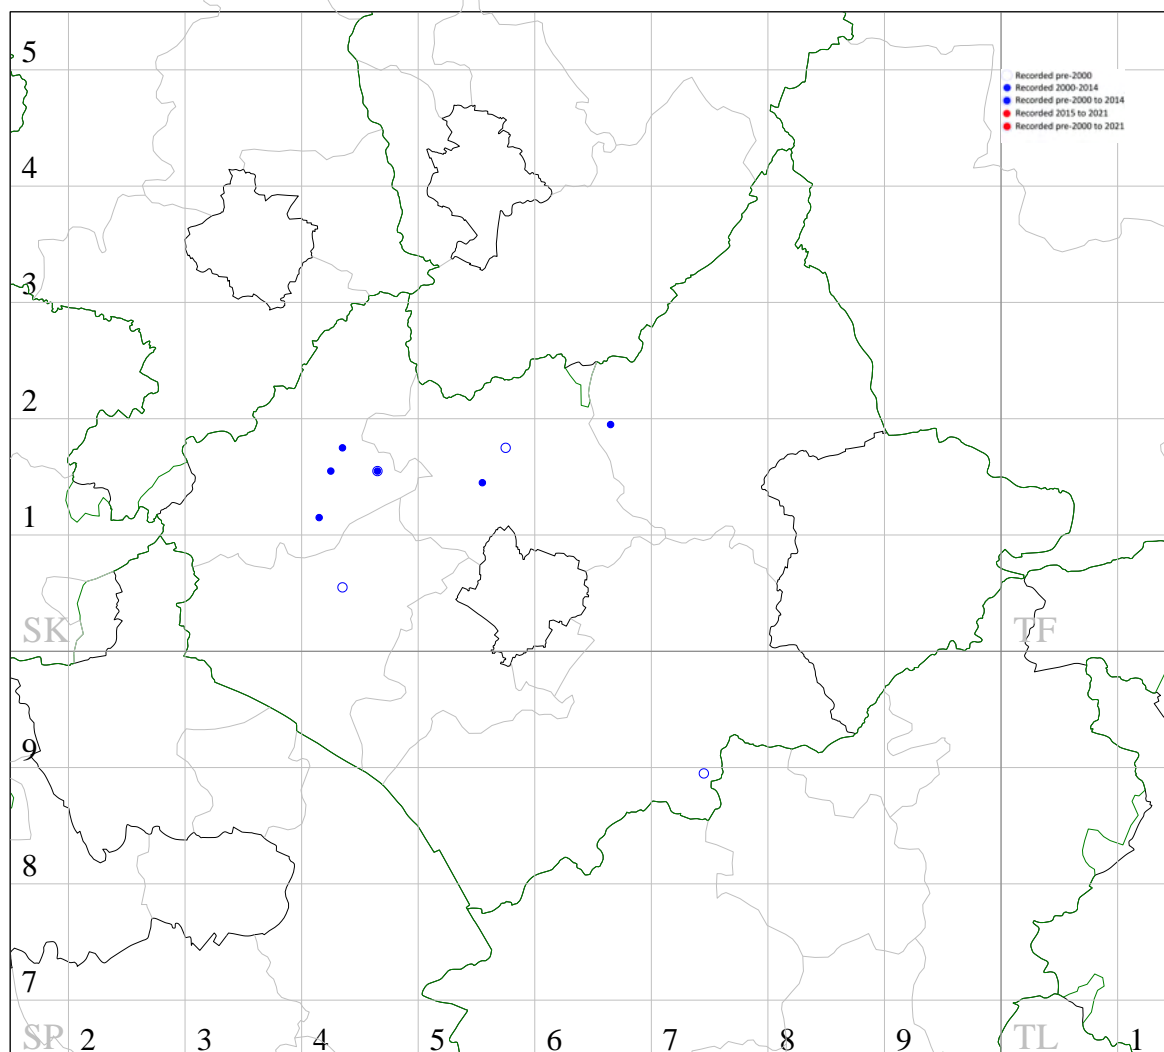 5
Recorded pre-2000
Recorded 2000-2014
Recorded pre-2000 to 2014
Recorded 2015 to 2021
Recorded pre-2000 to 2021
4
3
2
1
SK
TF
9
8
7
SP 2 3 4 5 6 7 8 9 TL 1